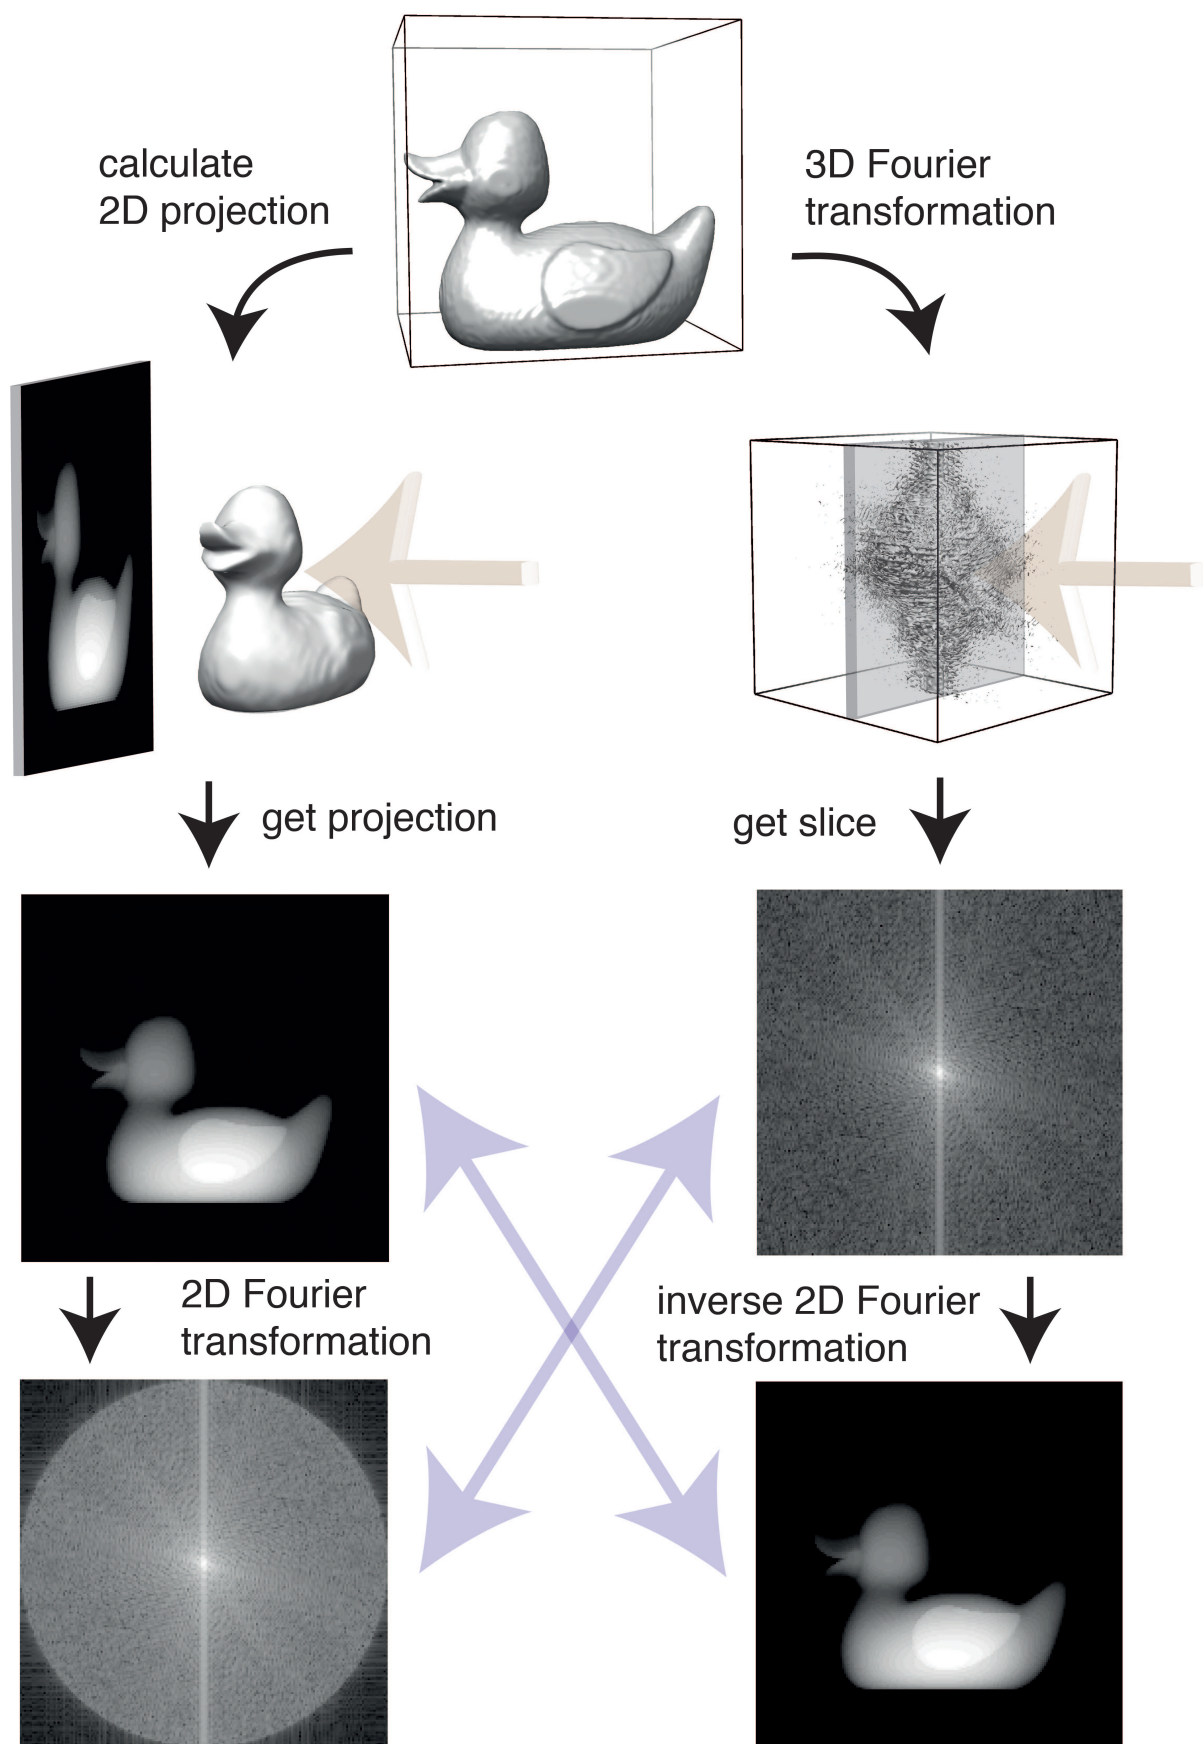 calculate
2D projection
3D Fourier
transformation
get projection
get slice
2D Fourier
transformation
inverse 2D Fourier
transformation